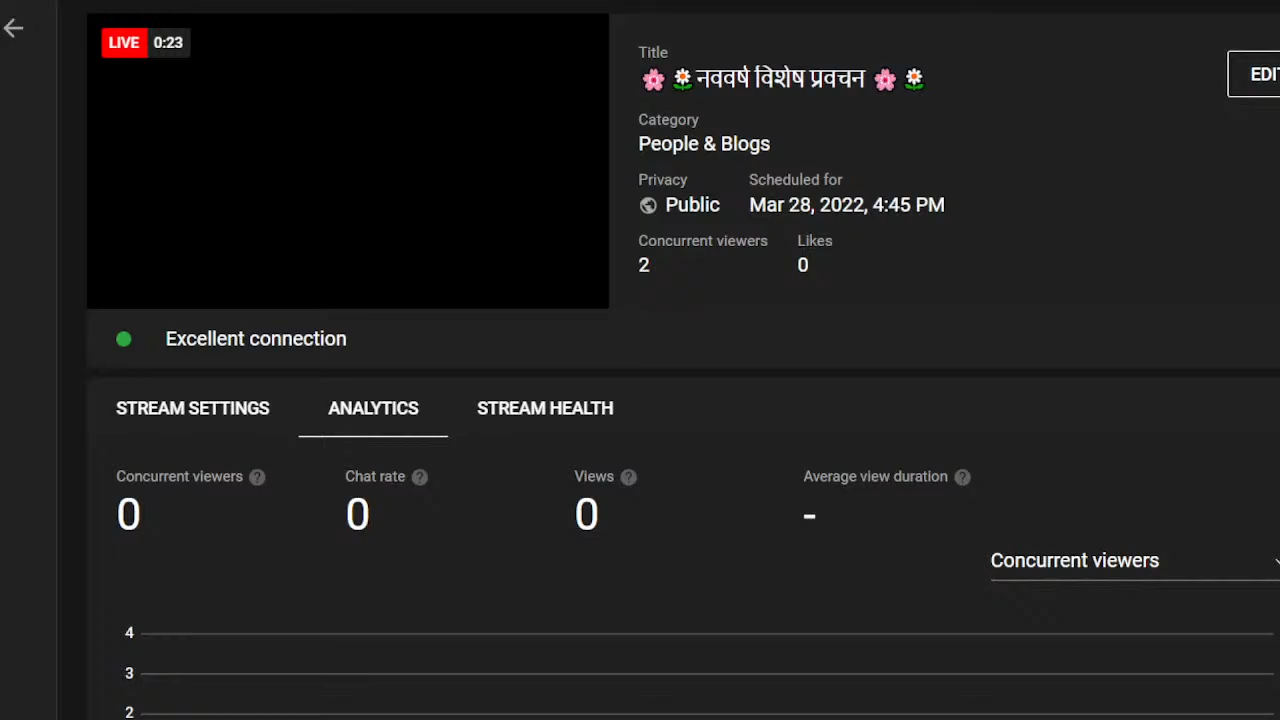 LIVE 0:23
Title
🌸 🌼नववर्ष विशेष प्रवचन 🌸 🌼
Category
People & Blogs
Privacy Scheduled for
Public Mar 28, 2022, 4:45 PM
Concurrent viewers Likes
2 0
Excellent connection
STREAM SETTINGS ANALYTICS STREAM HEALTH
Concurrent viewers Chat rate Views Average view duration
0 0 0 -
Concurrent viewers
4
3
2